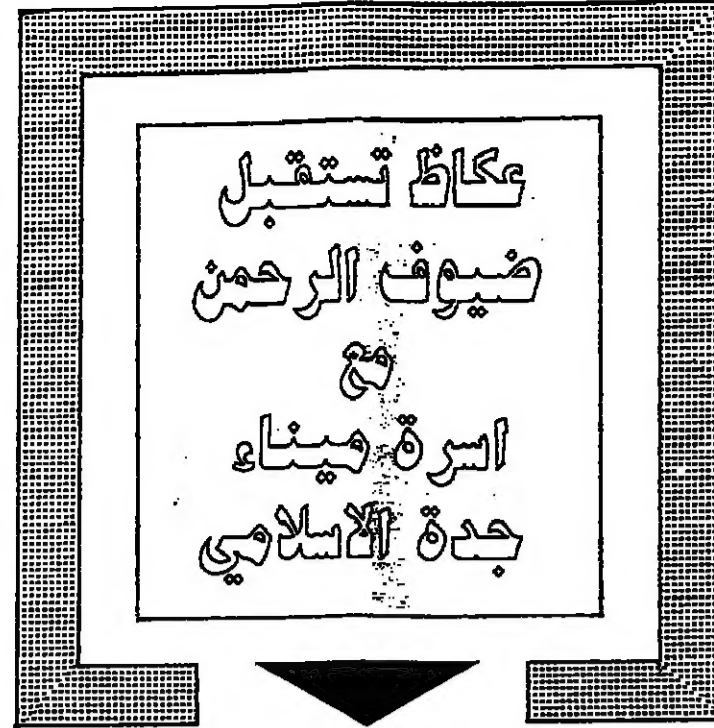 عكاظ تستقبل
ضيوف الرحمن
مع
اسرة ميناء
جدة الاسلامي